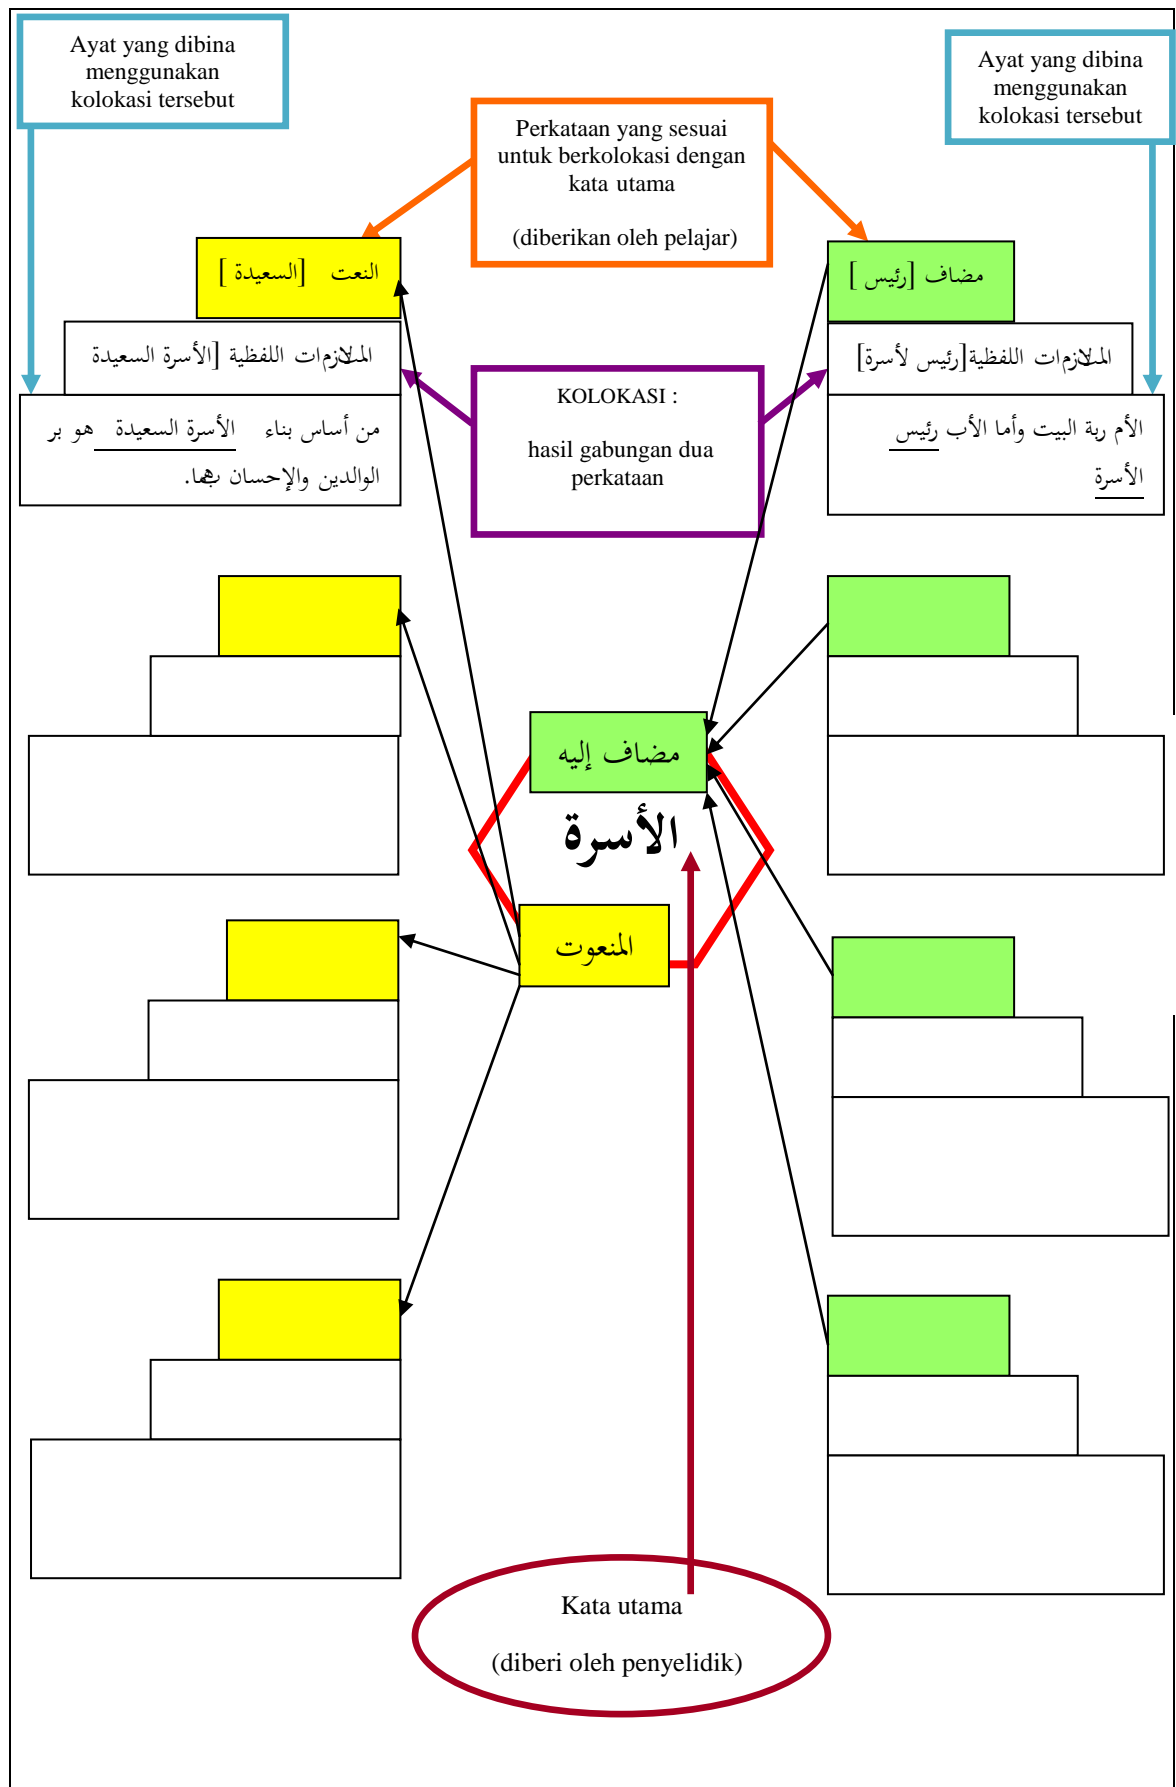 Ayat yang dibina
menggunakan
kolokasi tersebut
Ayat yang dibina
menggunakan
kolokasi tersebut
Perkataan yang sesuai
untuk berkolokasi dengan
kata utama
(diberikan oleh pelajar)
النعت [السعيدة ]
مضاف [رئيس ]
الملازمات اللفظية [الأسرة السعيدة
الملازمات اللفظية[رئيس لأسرة]
KOLOKASI :
hasil gabungan dua
perkataan
من أساس بناء الأسرة السعيدة هو بر
الوالدين والإحسان بهما.
الأم ربة البيت وأما الأب رئيس
الأسرة
مضاف إليه
الأسرة
المنعوت
Kata utama
(diberi oleh penyelidik)